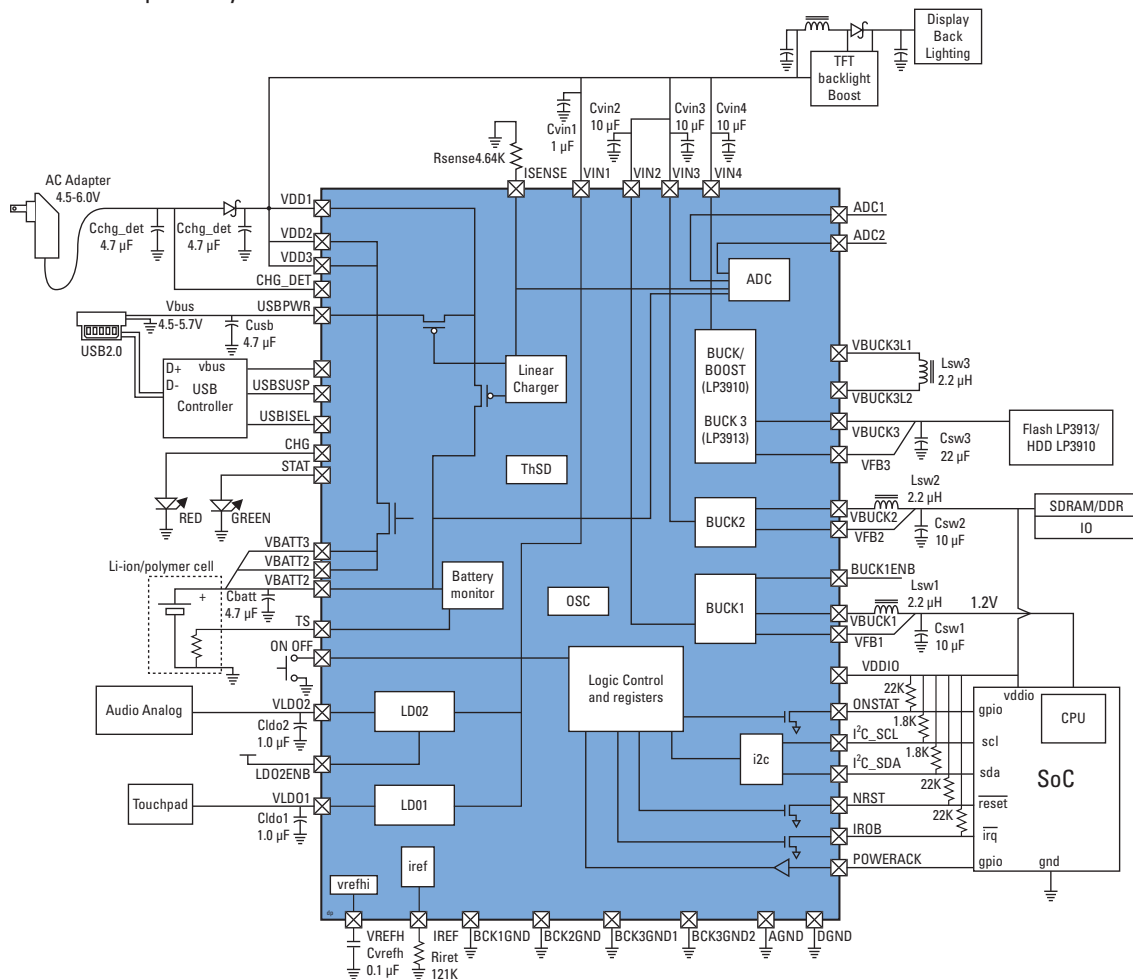 Display
Back
Lighting
TFT
backlight
Boost
Cvin1
1 µF
Cvin2
10 µF
Cvin3
10 µF
Cvin4
10 µF
Rsense4.64K
ISENSE
VIN1
VIN2
VIN3
VIN4
AC Adapter
4.5-6.0V
Cchg_det
4.7 µF
Cchg_det
4.7 µF
VDD1
VDD2
VDD3
CHG_DET
Vbus
4.5-5.7V
USBPWR
Cusb
4.7 µF
USB2.0
D+
D-
vbus
USB
Controller
USBSUSP
USBISEL
CHG
STAT
RED
GREEN
VBATT3
VBATT2
VBATT2
Li-ion/polymer cell
+
Cbatt
4.7 µF
TS
ON OFF
Audio Analog
VLDO2
Cldo2
1.0 µF
LDO2ENB
Touchpad
VLDO1
Cldo1
1.0 µF
Linear
Charger
ThSD
Battery
monitor
OSC
Logic Control
and registers
LD02
LD01
iref
vrefhi
ADC
BUCK/
BOOST
(LP3910)
BUCK 3
(LP3913)
BUCK2
BUCK1
i2c
ADC1
ADC2
VBUCK3L1
Lsw3
2.2 µH
VBUCK3L2
VBUCK3
VFB3
Csw3
22 µF
Flash LP3913/
HDD LP3910
Lsw2
2.2 µH
VBUCK2
VFB2
Csw2
10 µF
SDRAM/DDR
IO
BUCK1ENB
Lsw1
2.2 µH
1.2V
VBUCK1
VFB1
Csw1
10 µF
VDDIO
22K
ONSTAT
1.8K
I²C_SCL
1.8K
I²C_SDA
22K
NRST
22K
IROB
POWERACK
vddio
gpio
CPU
scl
sda
SoC
reset
irq
gpio
gnd
VREFH
Cvrefh
0.1 µF
IREF
Riret
121K
BCK1GND
BCK2GND
BCK3GND1
BCK3GND2
AGND
DGND